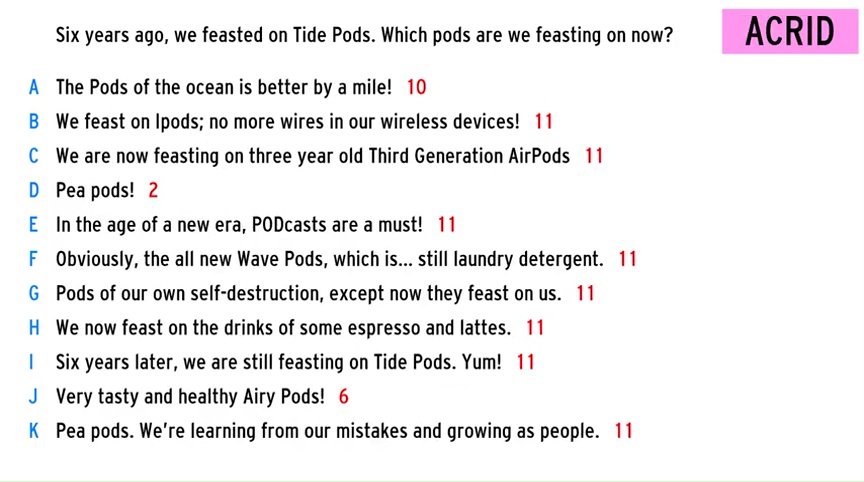 Six years ago, we feasted on Tide Pods. Which pods are we feasting on now?
ACRID
A The Pods of the ocean is better by a mile! 10
B We feast on Ipods; no more wires in our wireless devices! 11
C We are now feasting on three year old Third Generation AirPods 11
D Pea pods! 2
E In the age of a new era, PODcasts are a must! 11
F Obviously, the all new Wave Pods, which is... still laundry detergent. 11
G Pods of our own self-destruction, except now they feast on us. 11
H We now feast on the drinks of some espresso and lattes. 11
I Six years later, we are still feasting on Tide Pods. Yum! 11
J Very tasty and healthy Airy Pods! 6
K Pea pods. We're learning from our mistakes and growing as people. 11